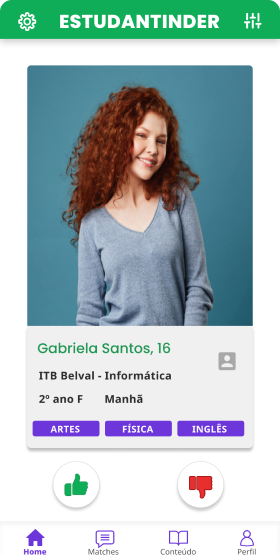 ESTUDANTINDER
Gabriela Santos, 16
ITB Belval - Informática
2º ano F Manhã
ARTES FÍSICA INGLÊS
Home Matches Conteúdo Perfil